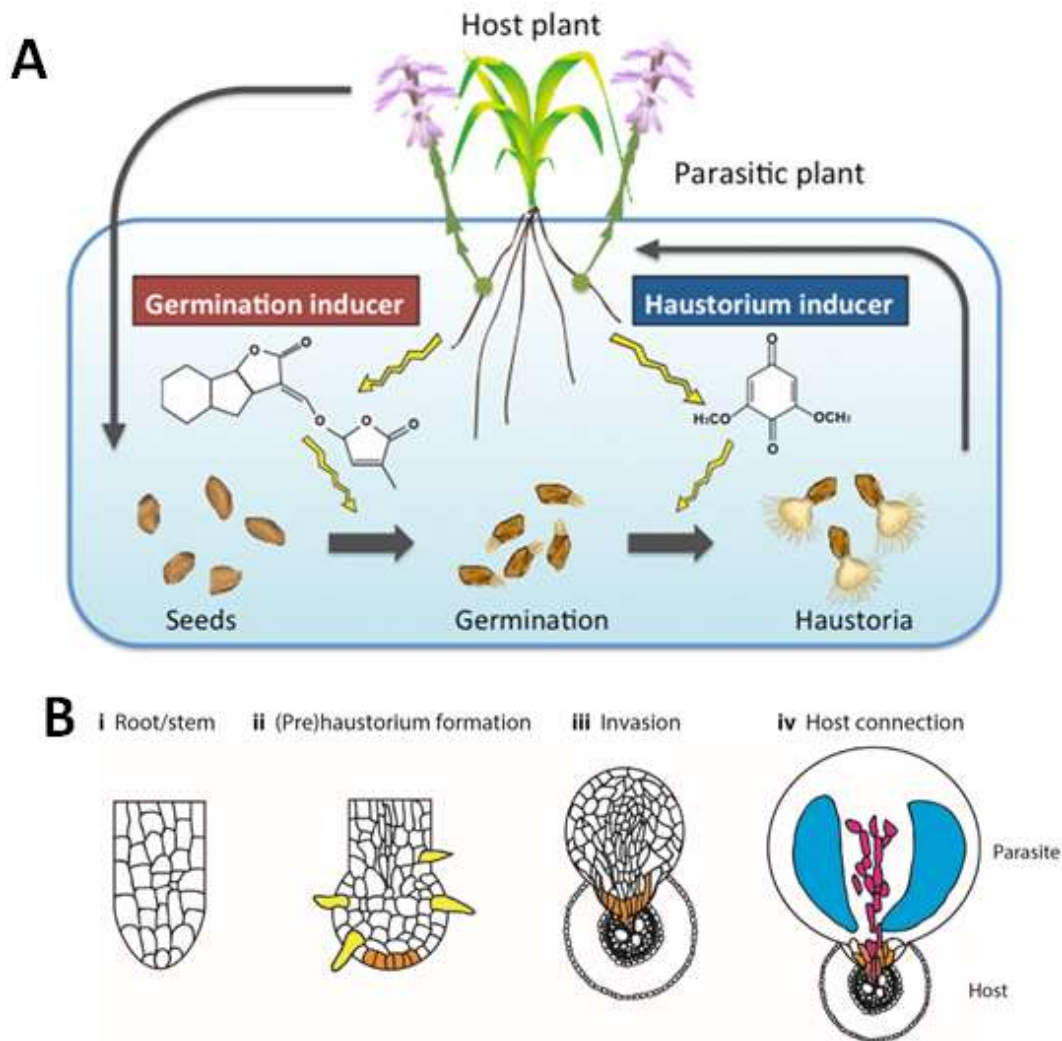 A
Host plant
Parasitic plant
Germination inducer
Haustorium inducer
O
O
O
O
O
O
H₃CO
OCH₃
O
Seeds
Germination
Haustoria
B
i Root/stem
ii (Pre)haustorium formation
iii Invasion
iv Host connection
Parasite
Host